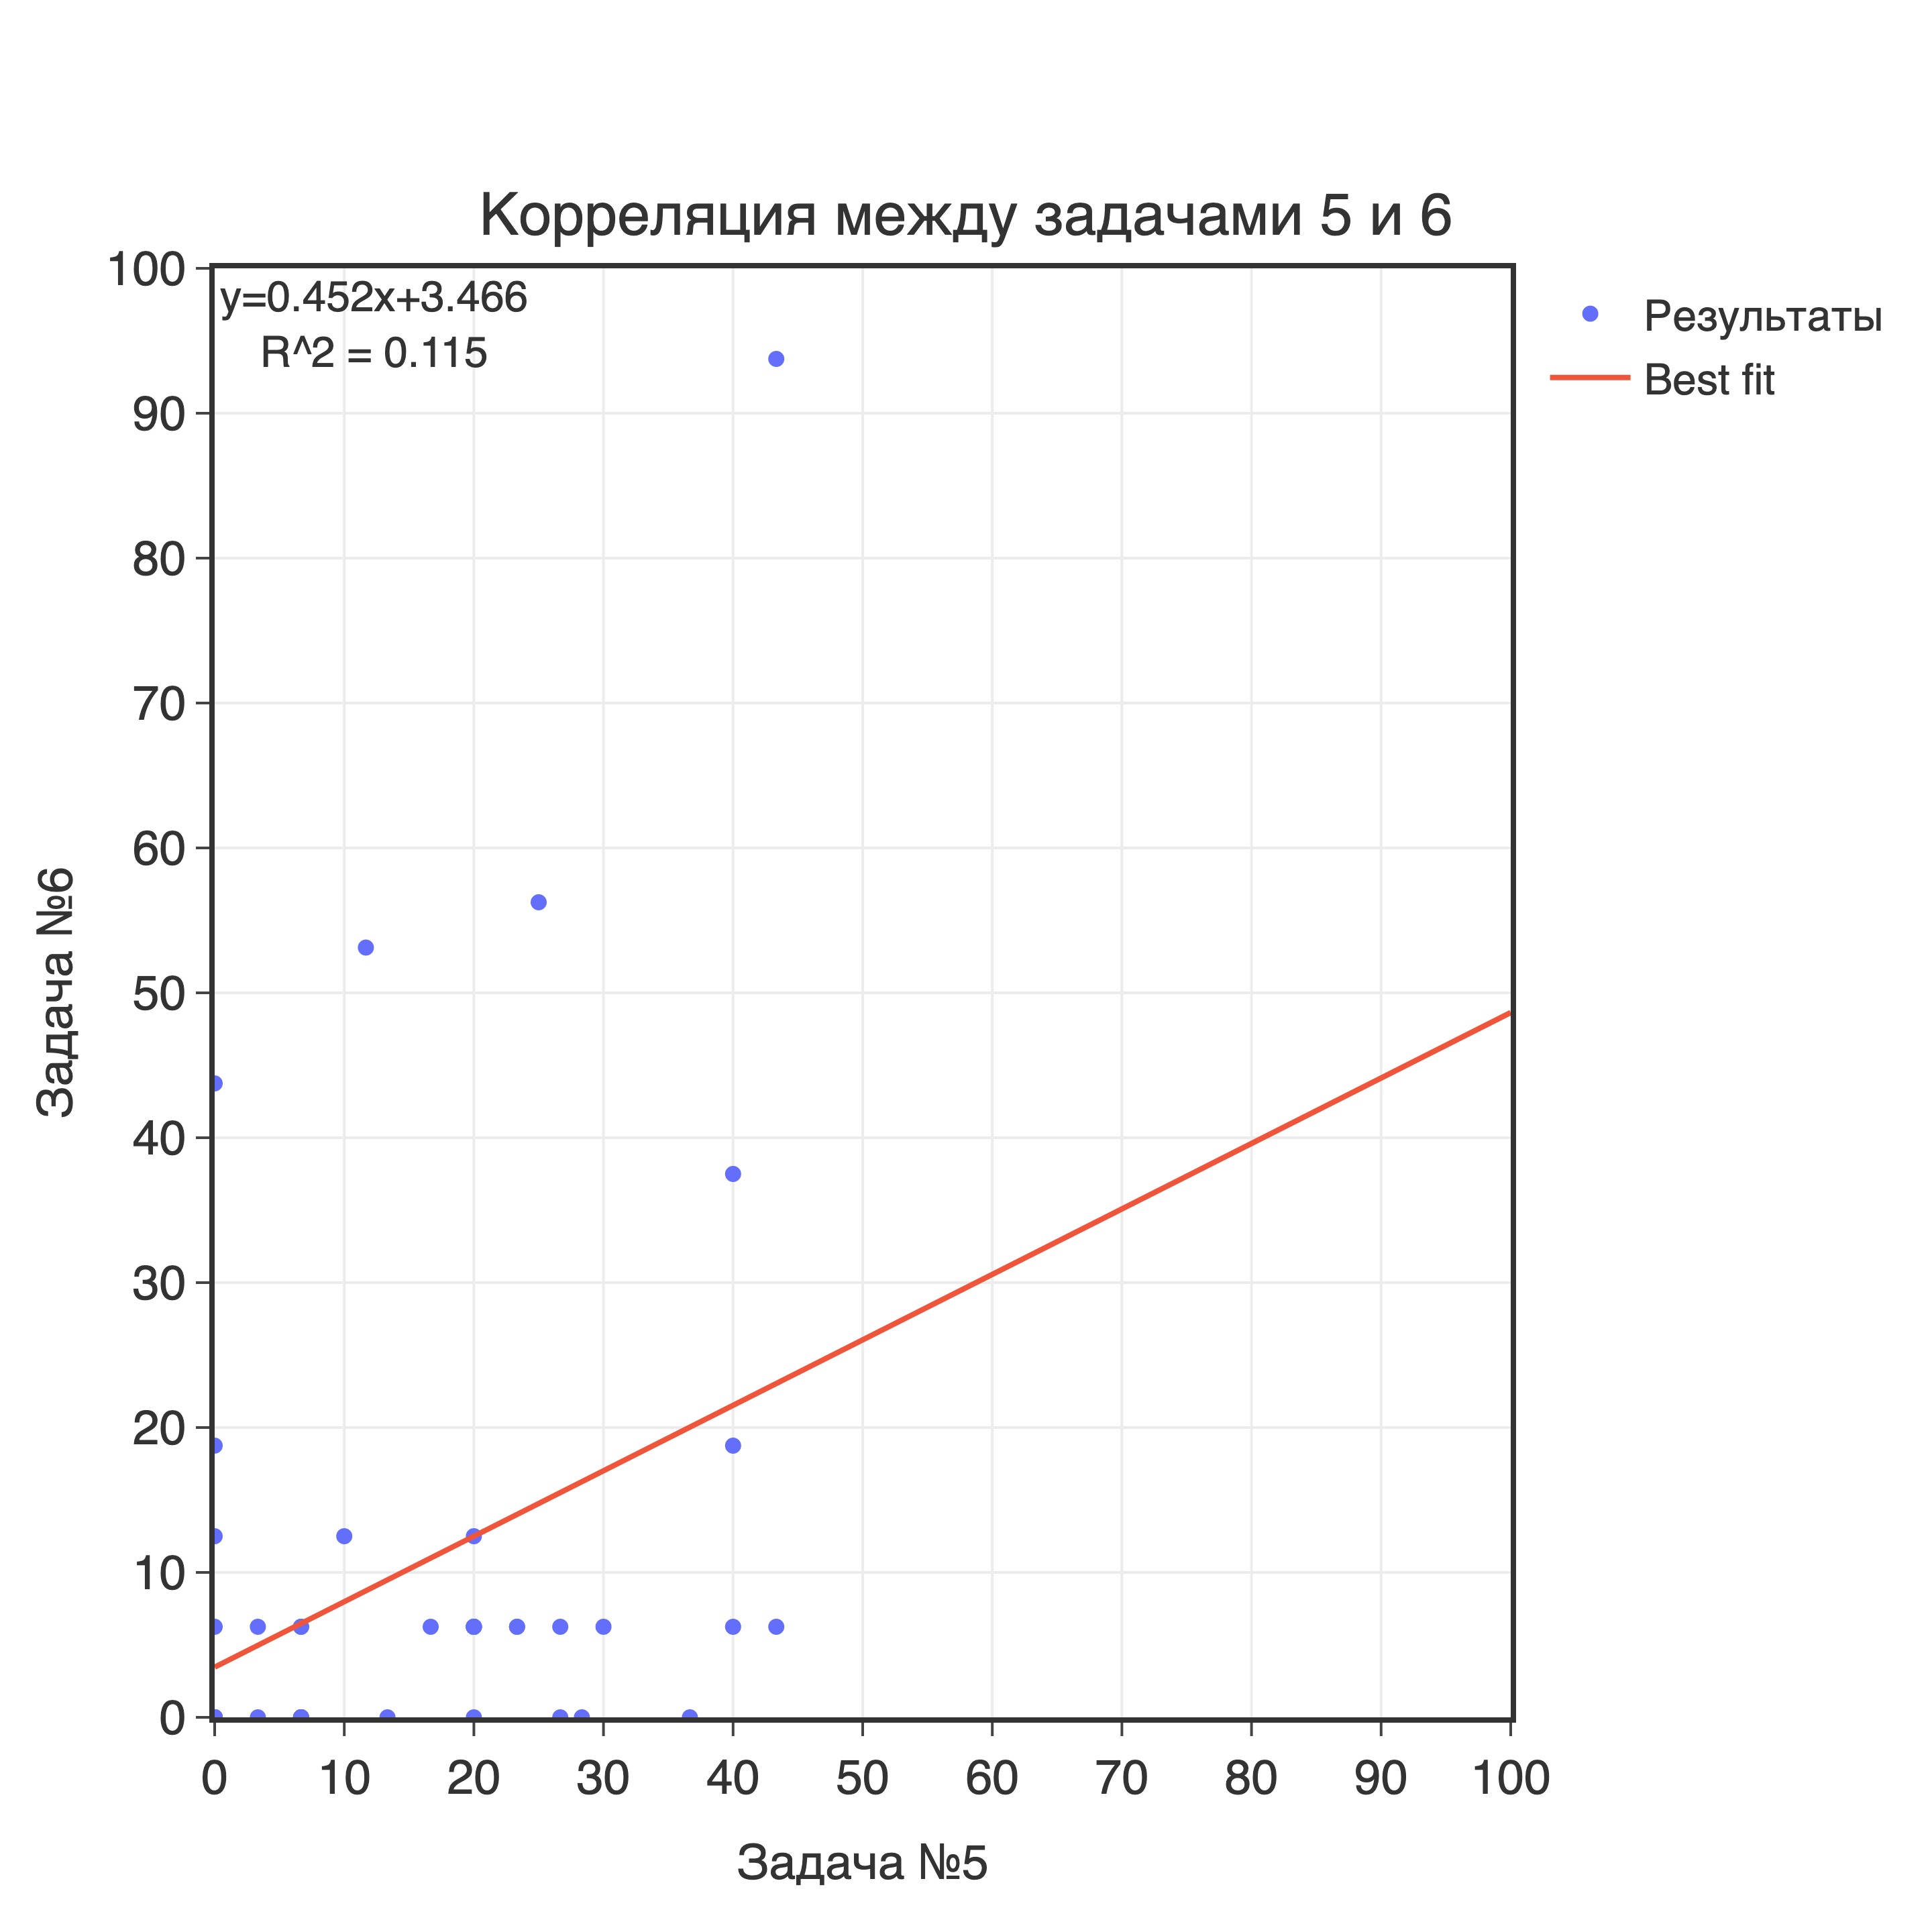 Корреляция между задачами 5 и 6
y=0.452x+3.466
R^2 = 0.115
Результаты
Best fit
100
90
80
70
60
50
40
30
20
10
0
Задача №6
0 10 20 30 40 50 60 70 80 90 100
Задача №5